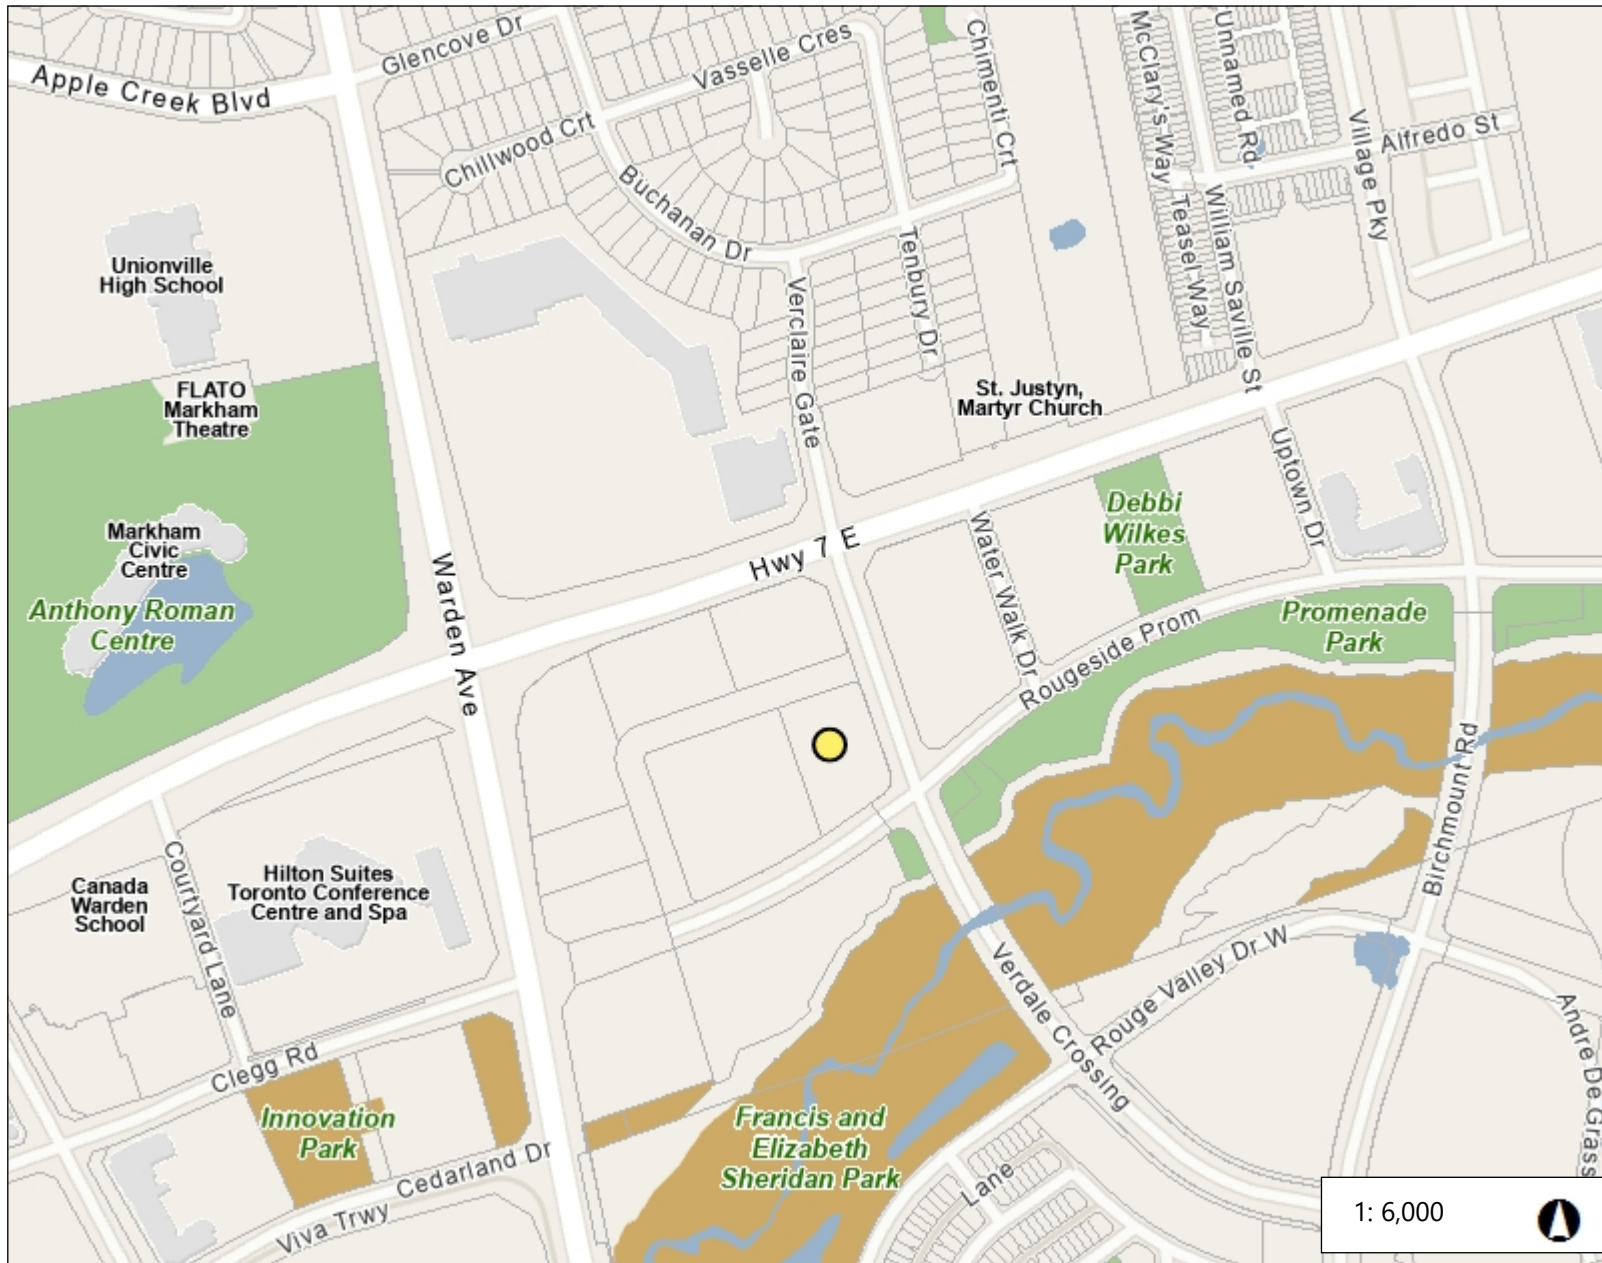 Glencove Dr
Vasselle Cres
Chimenti Crt
McClary's Way
Unnamed Rd
Apple Creek Blvd
Village Pky
Alfredo St
Chillwood Crt
Buchanan Dr
Teasel Way
William Saville St
Unionville
High School
Tenbury Dr
Verclaire Gate
FLATO
Markham
Theatre
St. Justyn,
Martyr Church
Uptown Dr
Debbi
Wilkes
Park
Markham
Civic
Centre
Hwy 7 E
Water Walk Dr
Warden Ave
Anthony Roman
Centre
Promenade
Park
Rougeside Prom
Birchmount Rd
Courtyard Lane
Hilton Suites
Toronto Conference
Centre and Spa
Canada
Warden
School
Rouge Valley Dr W
Verdale Crossing
Andre De Grass
Clegg Rd
Innovation
Park
Francis and
Elizabeth
Sheridan Park
Cedarland Dr
Lane
Viva Trwy
1: 6,000